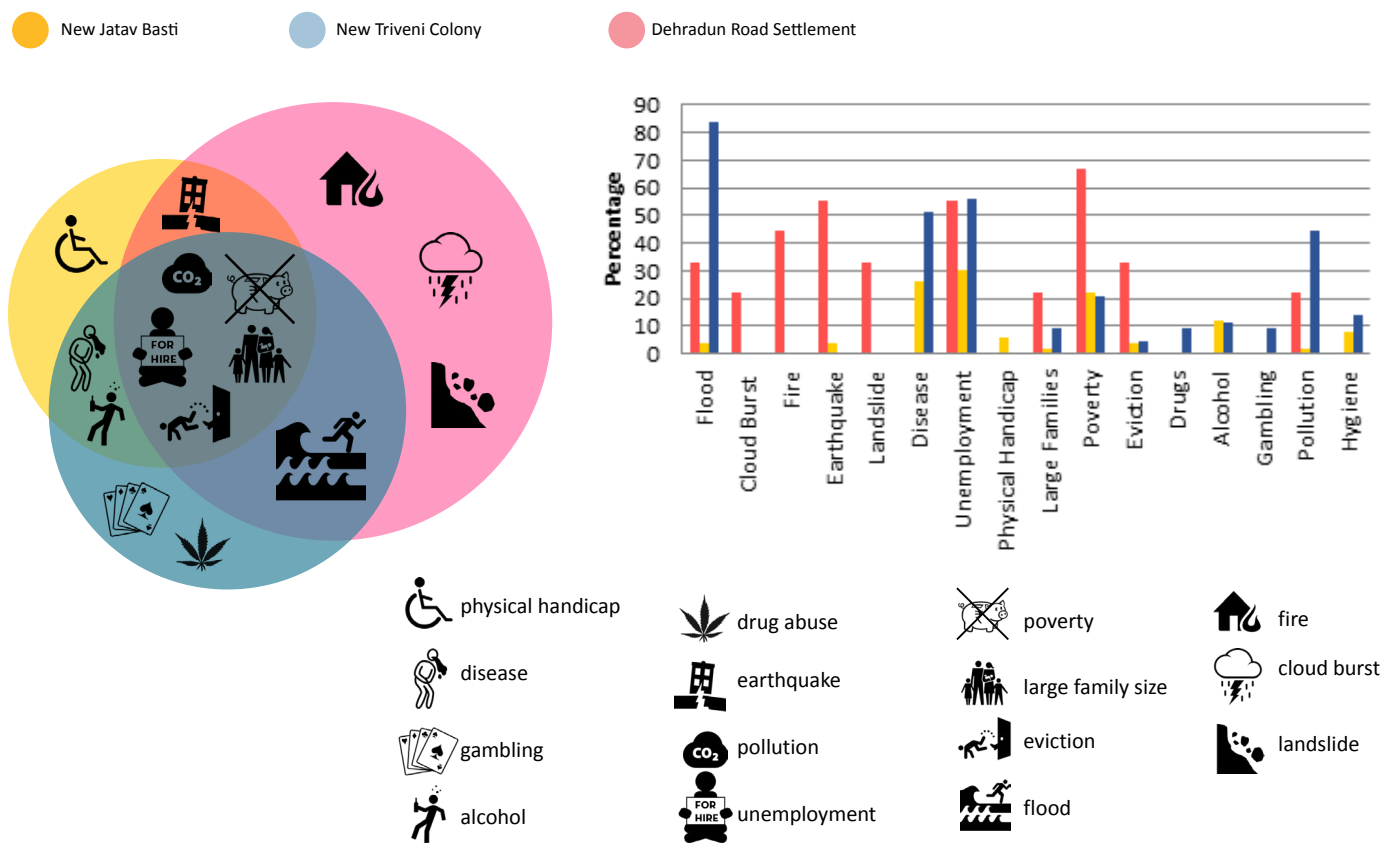 New Jatav Basti
New Triveni Colony
Dehradun Road Settlement
CO₂
FOR
HIRE
Percentage
90
80
70
60
50
40
30
20
10
0
Flood
Cloud Burst
Fire
Earthquake
Landslide
Disease
Unemployment
Physical Handicap
Large Families
Poverty
Eviction
Drugs
Alcohol
Gambling
Pollution
Hygiene
physical handicap
disease
gambling
alcohol
drug abuse
earthquake
CO₂
pollution
FOR
HIRE
unemployment
poverty
large family size
eviction
flood
fire
cloud burst
landslide